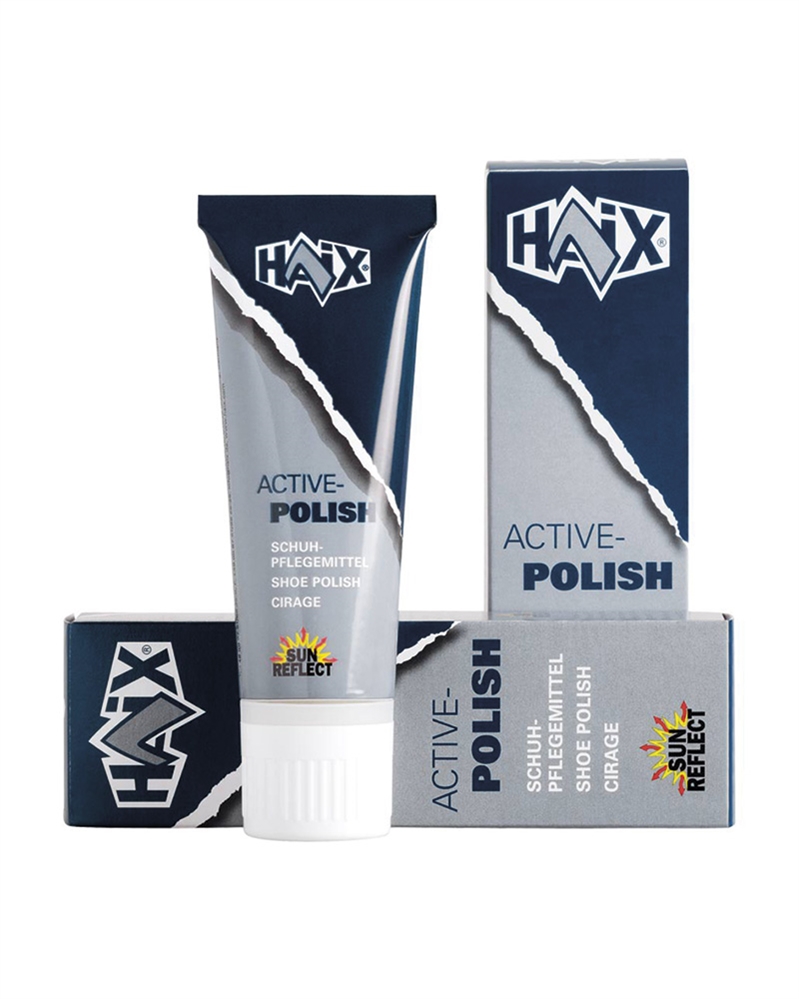 HAiX®
ACTIVE-
POLISH
SCHUH-
PFLEGEMITTEL
SHOE POLISH
CIRAGE
SUN
REFLECT
HAiX®
ACTIVE-
POLISH
HAiX®
ACTIVE-
POLISH
SCHUH-
PFLEGEMITTEL
SHOE POLISH
CIRAGE
SUN
REFLECT